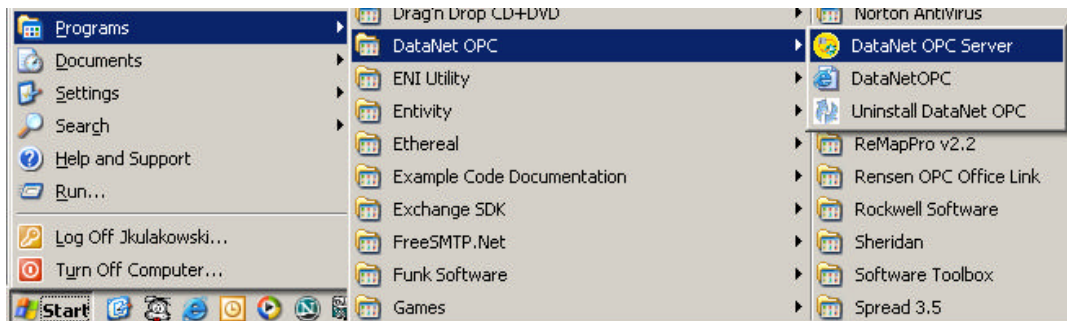 Programs
Documents
Settings
Search
Help and Support
Run...
Log Off Jkulakowski...
Turn Off Computer...
Start
Drag'n Drop CD+DVD
DataNet OPC
ENI Utility
Entivity
Ethereal
Example Code Documentation
Exchange SDK
FreeSMTP.Net
Funk Software
Games
Norton AntiVirus
DataNet OPC Server
DataNetOPC
Uninstall DataNet OPC
ReMapPro v2.2
Rensen OPC Office Link
Rockwell Software
Sheridan
Software Toolbox
Spread 3.5